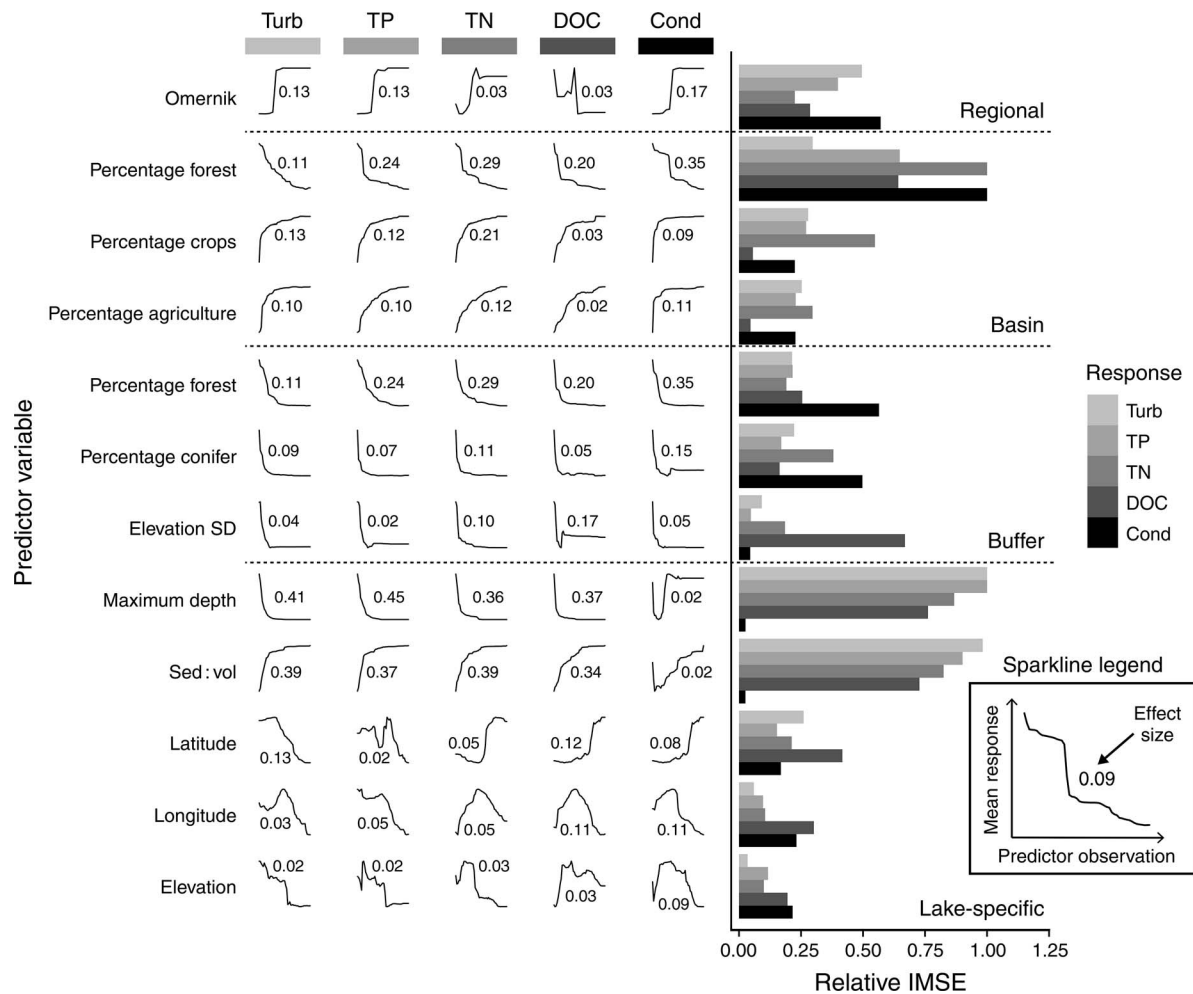 Turb TP TN DOC Cond
Omernik 0.13 0.13 0.03 0.03 0.17 Regional
Percentage forest 0.11 0.24 0.29 0.20 0.35
Percentage crops 0.13 0.12 0.21 0.03 0.09
Percentage agriculture 0.10 0.10 0.12 0.02 0.11 Basin
Percentage forest 0.11 0.24 0.29 0.20 0.35
Percentage conifer 0.09 0.07 0.11 0.05 0.15
Elevation SD 0.04 0.02 0.10 0.17 0.05 Buffer
Maximum depth 0.41 0.45 0.36 0.37 0.02
Sed : vol 0.39 0.37 0.39 0.34 0.02
Latitude 0.13 0.02 0.05 0.12 0.08
Longitude 0.03 0.05 0.05 0.11 0.11
Elevation 0.02 0.02 0.03 0.03 0.09 Lake-specific
Predictor variable
0.00 0.25 0.50 0.75 1.00 1.25
Relative IMSE
Response
Turb
TP
TN
DOC
Cond
Sparkline legend
Mean response
Effect
size
0.09
Predictor observation